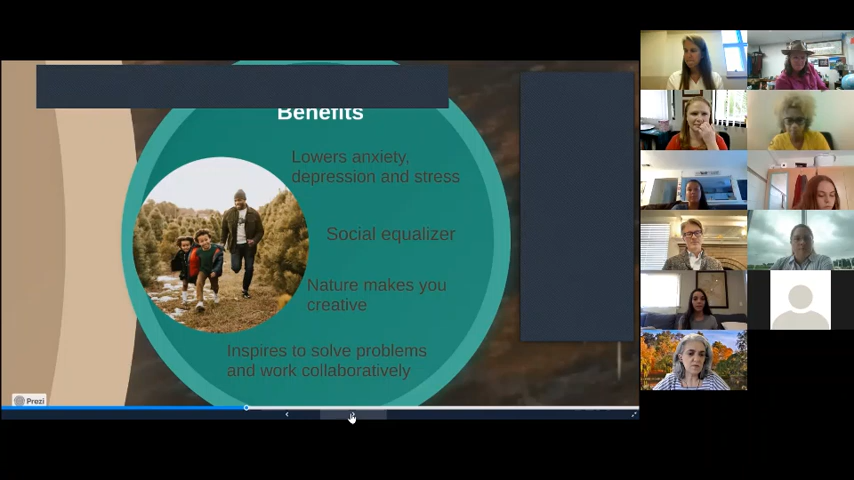 Benefits
Lowers anxiety,
depression and stress
Social equalizer
Nature makes you
creative
Inspires to solve problems
and work collaboratively
Prezi